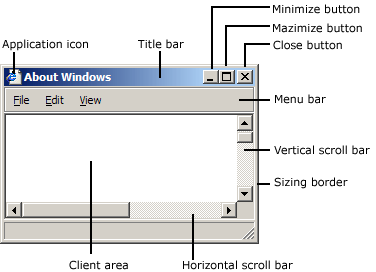 Minimize button
Mazimize button
Application icon
Title bar
Close button
About Windows
File Edit View
Menu bar
Vertical scroll bar
Sizing border
Client area
Horizontal scroll bar